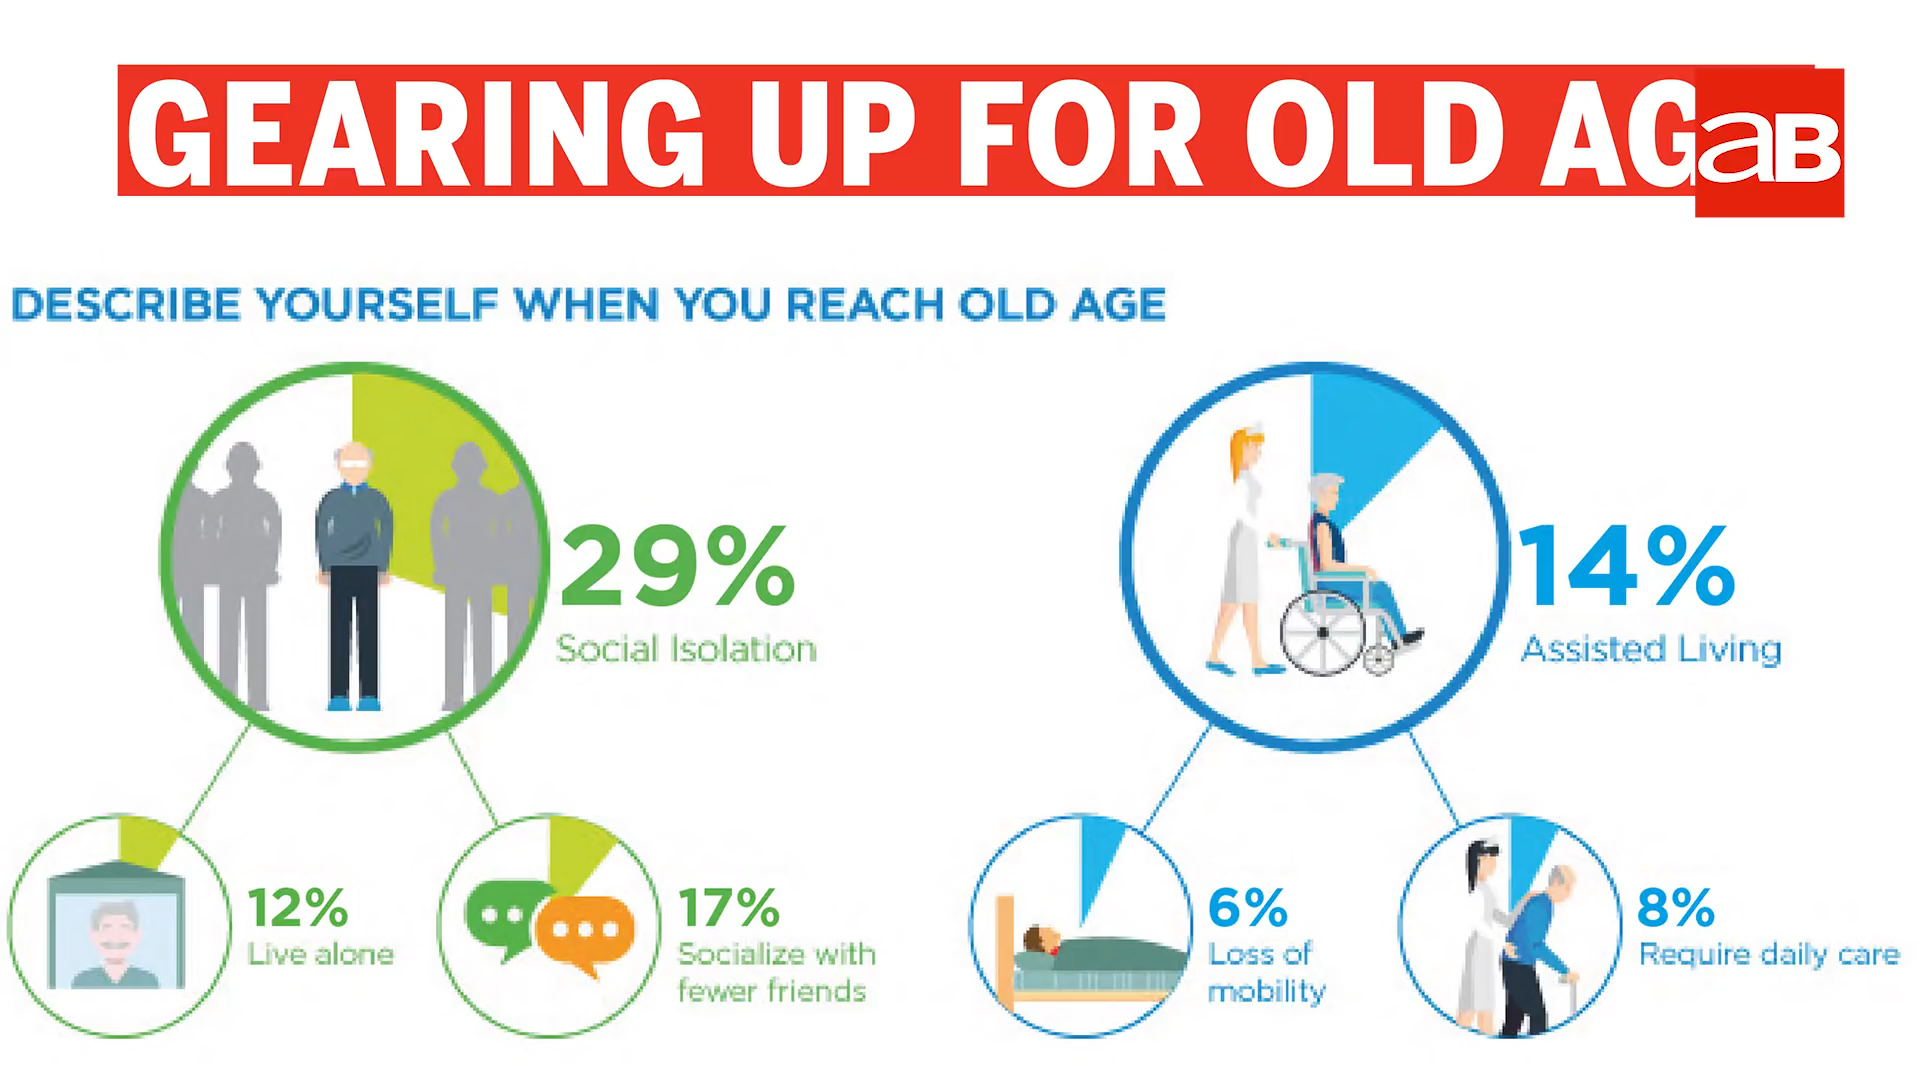 GEARING UP FOR OLD AG
aB
DESCRIBE YOURSELF WHEN YOU REACH OLD AGE
29%
Social Isolation
14%
Assisted Living
12%
Live alone
17%
Socialize with
fewer friends
6%
Loss of
mobility
8%
Require daily care